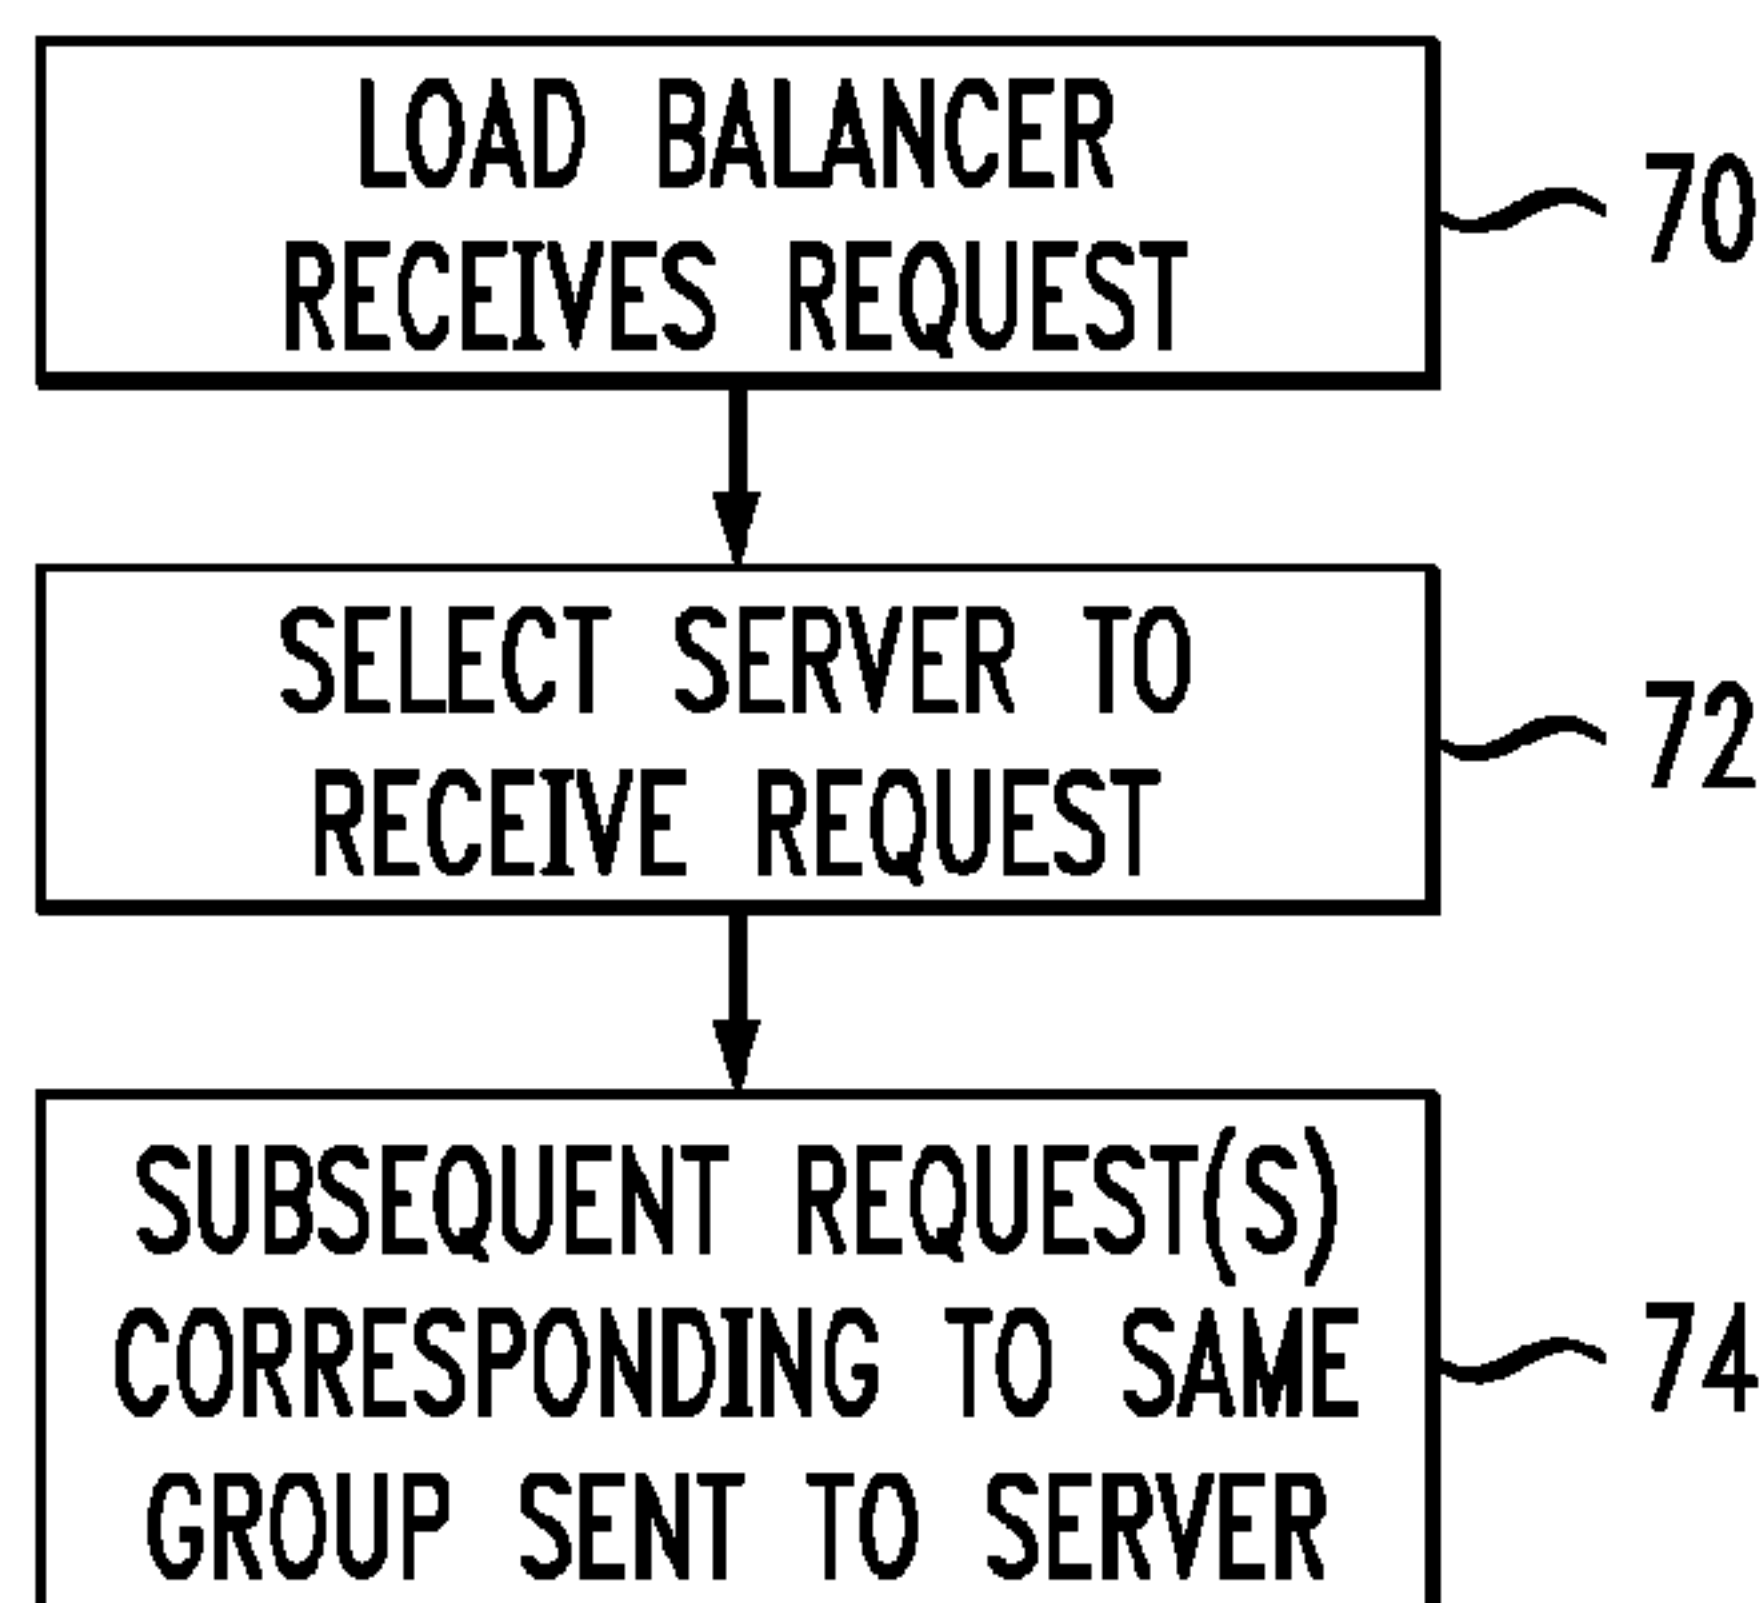 LOAD BALANCER
RECEIVES REQUEST
70
SELECT SERVER TO
RECEIVE REQUEST
72
SUBSEQUENT REQUEST(S)
CORRESPONDING TO SAME
GROUP SENT TO SERVER
74